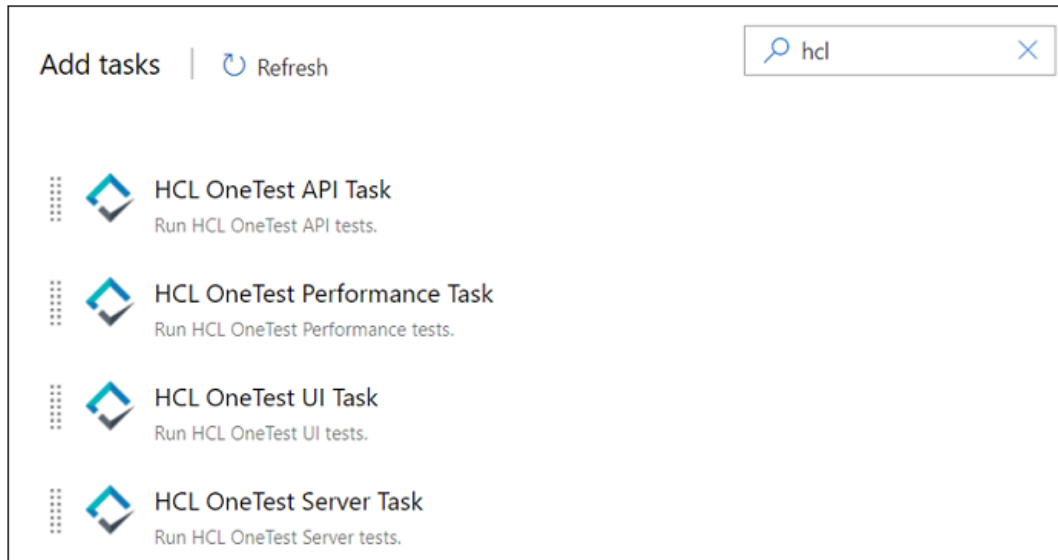 Add tasks
Refresh
hcl
HCL OneTest API Task
Run HCL OneTest API tests.
HCL OneTest Performance Task
Run HCL OneTest Performance tests.
HCL OneTest UI Task
Run HCL OneTest UI tests.
HCL OneTest Server Task
Run HCL OneTest Server tests.